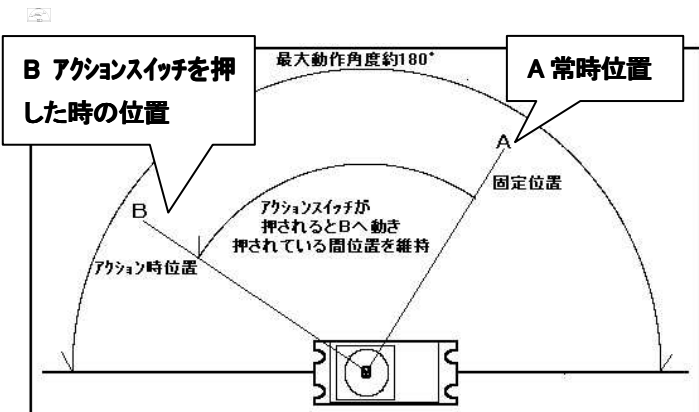 最大動作角度約180°
B アクションスイッチを押
した時の位置
A 常時位置
A
固定位置
B
アクションスイッチが
押されるとBへ動き
押されている間位置を維持
アクション時位置